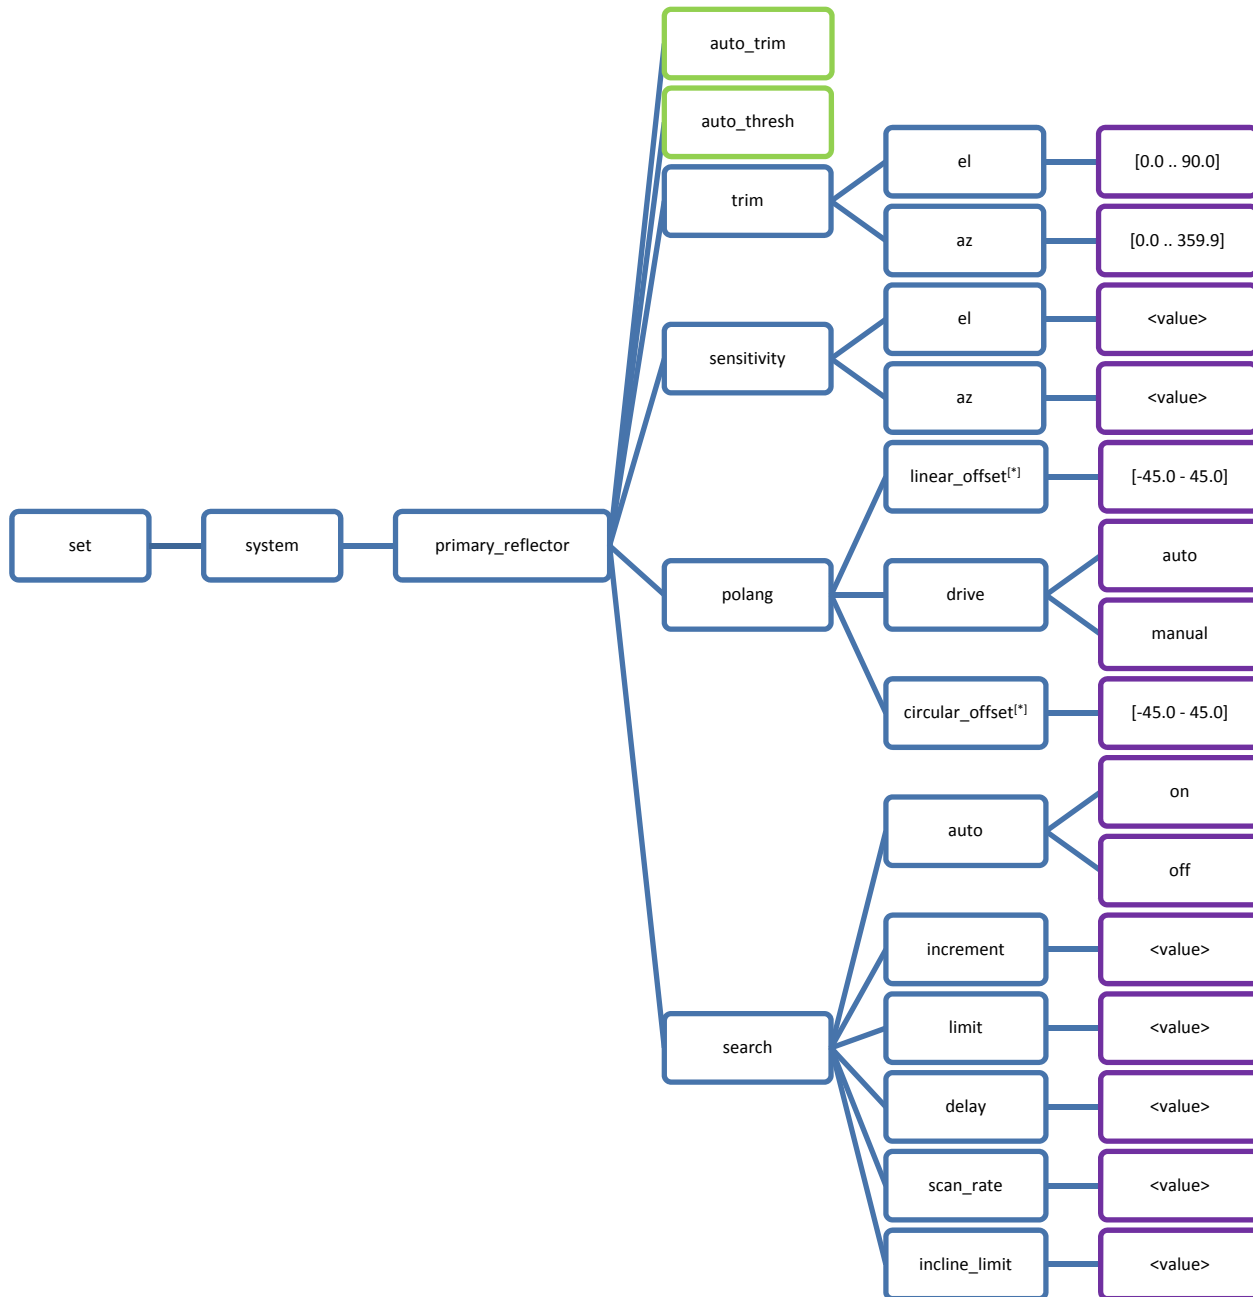 auto_trim
auto_thresh
trim
el
[0.0 .. 90.0]
az
[0.0 .. 359.9]
sensitivity
el
<value>
az
<value>
set
system
primary_reflector
polang
linear_offset[*]
[-45.0 - 45.0]
drive
auto
manual
circular_offset[*]
[-45.0 - 45.0]
search
auto
on
off
increment
<value>
limit
<value>
delay
<value>
scan_rate
<value>
incline_limit
<value>